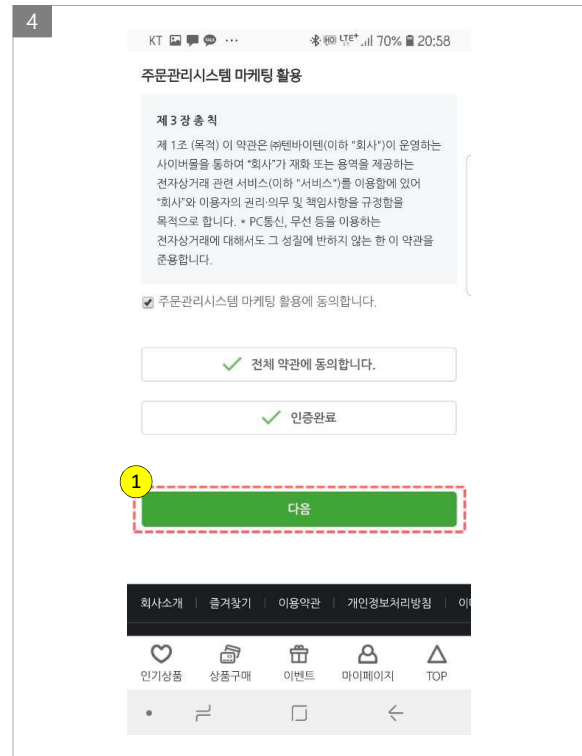 4
KT ... HD LTE+ 70% 20:58
주문관리시스템 마케팅 활용
제 3 장 총 칙
제 1조 (목적) 이 약관은 ㈜텐바이텐(이하 "회사")이 운영하는
사이버몰을 통하여 "회사"가 재화 또는 용역을 제공하는
전자상거래 관련 서비스(이하 "서비스")를 이용함에 있어
"회사"와 이용자의 권리·의무 및 책임사항을 규정함을
목적으로 합니다. * PC통신, 무선 등을 이용하는
전자상거래에 대해서도 그 성질에 반하지 않는 한 이 약관을
준용합니다.
주문관리시스템 마케팅 활용에 동의합니다.
전체 약관에 동의합니다.
인증완료
1
다음
회사소개 | 즐겨찾기 | 이용약관 | 개인정보처리방침 |
인기상품 상품구매 이벤트 마이페이지 TOP